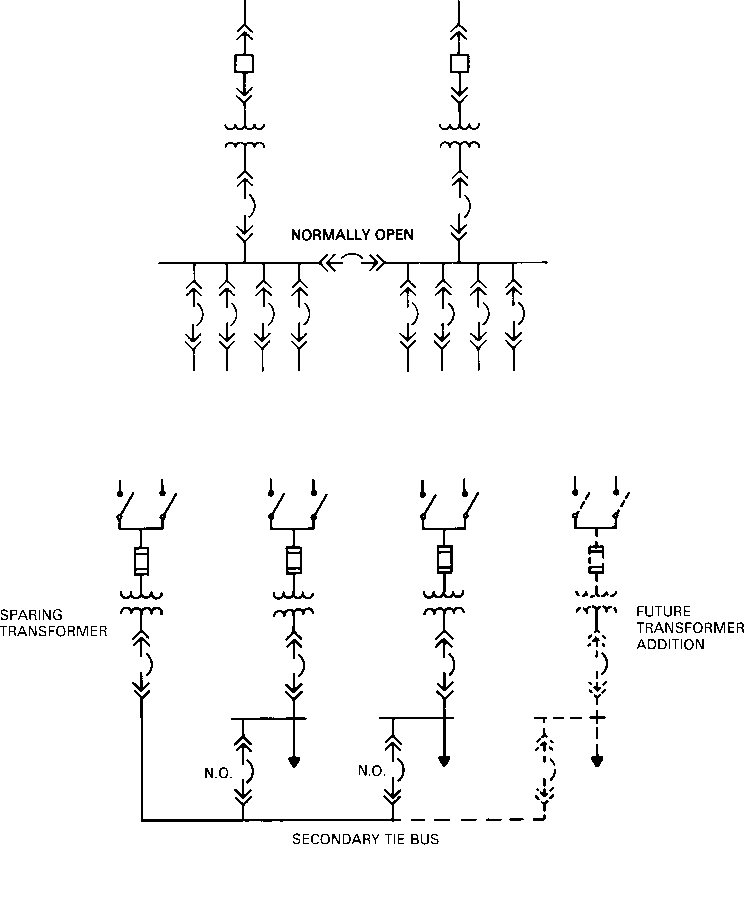 NORMALLY OPEN
SPARING
TRANSFORMER
FUTURE
TRANSFORMER
ADDITION
N.O.
N.O.
SECONDARY TIE BUS